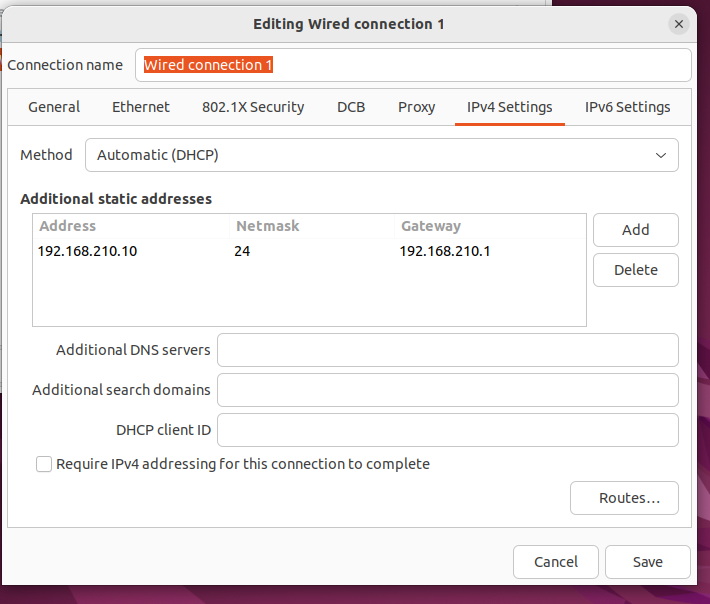 Editing Wired connection 1
Connection name Wired connection 1
General Ethernet 802.1X Security DCB Proxy IPv4 Settings IPv6 Settings
Method Automatic (DHCP)
Additional static addresses
Address Netmask Gateway
192.168.210.10 24 192.168.210.1
Add
Delete
Additional DNS servers
Additional search domains
DHCP client ID
Require IPv4 addressing for this connection to complete
Routes…
Cancel Save